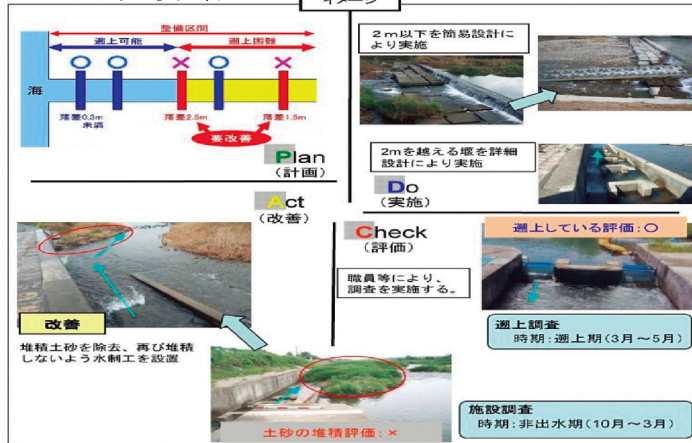 イメージ
整備区間
遡上可能
遡上困難
海
落差0.3m
未満
落差2.5m
落差1.5m
要改善
Plan
(計画)
2m以下を簡易設計に
より実施
2mを越える堰を詳細
設計により実施
Do
(実施)
Act
(改善)
Check
(評価)
職員等により、
調査を実施する。
遡上している評価:○
遡上調査
時期:遡上期(3月~5月)
施設調査
時期:非出水期(10月~3月)
改善
堆積土砂を除去、再び堆積
しないよう水制工を設置
土砂の堆積評価:×